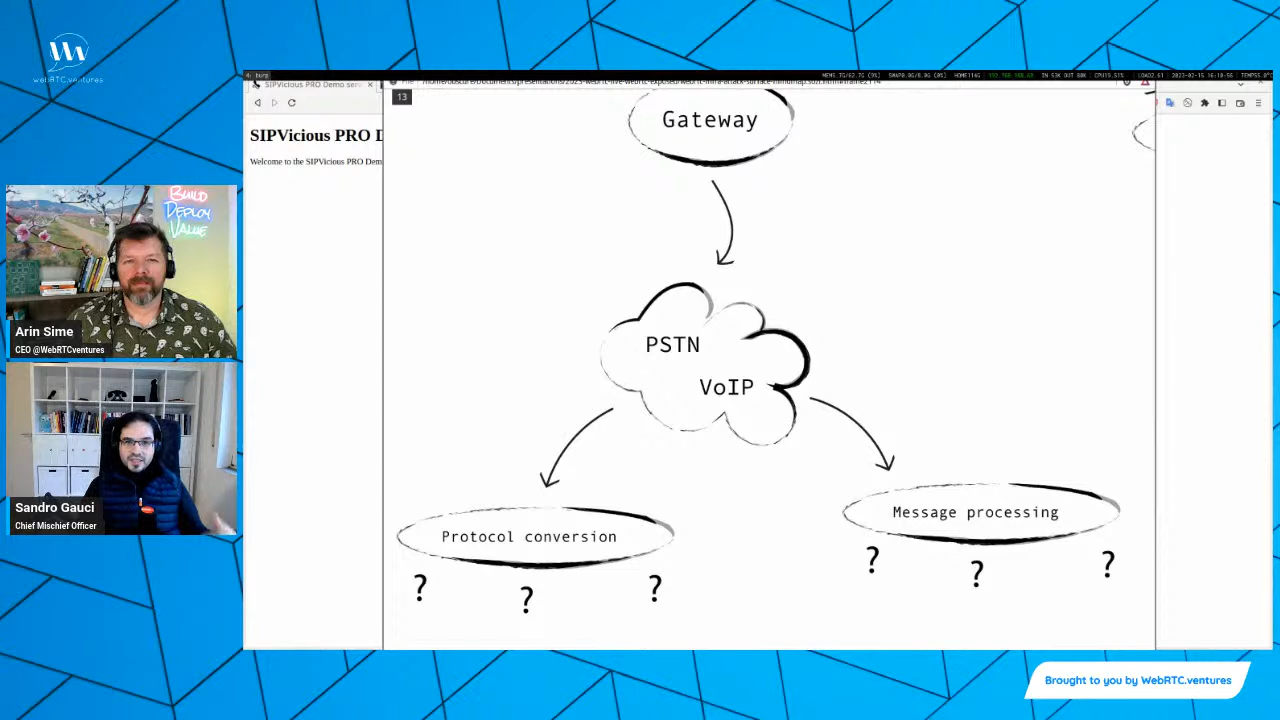 webRTC.ventures
BUILD
DEPLOY
VALUE
Arin Sime
CEO @WebRTCventures
Sandro Gauci
Chief Mischief Officer
SIPVicious PRO Demo serv
SIPVicious PRO D
Welcome to the SIPVicious PRO Dem
13
Gateway
PSTN
VoIP
Protocol conversion
? ? ?
Message processing
? ? ?
Brought to you by WebRTC.ventures